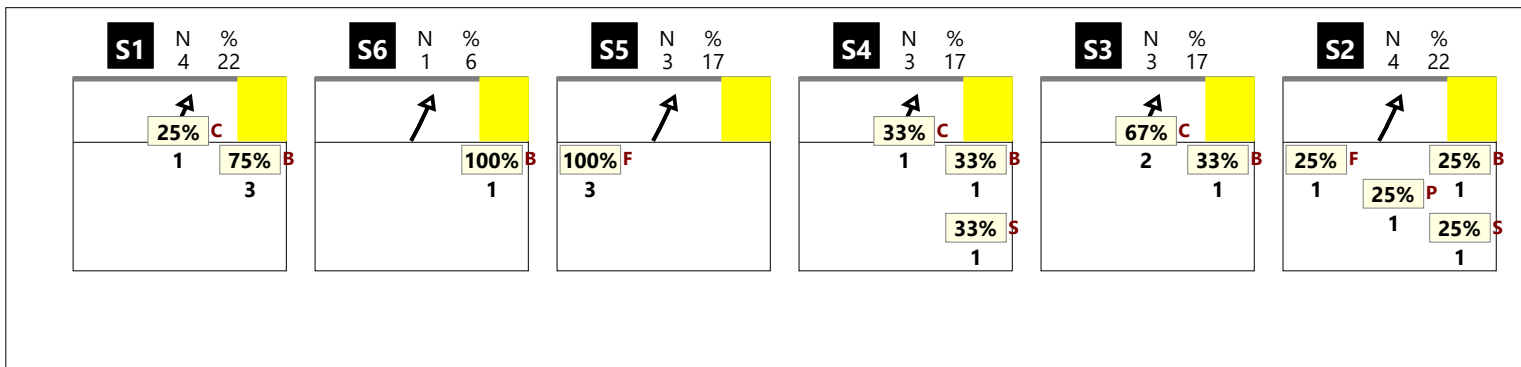 S1 N % 4 22
25% C
1
75% B
3
S6 N % 1 6
100% B
1
S5 N % 3 17
100% F
3
S4 N % 3 17
33% C
1
33% B
1
33% S
1
S3 N % 3 17
67% C
2
33% B
1
S2 N % 4 22
25% F
1
25% B
1
25% P
1
25% S
1